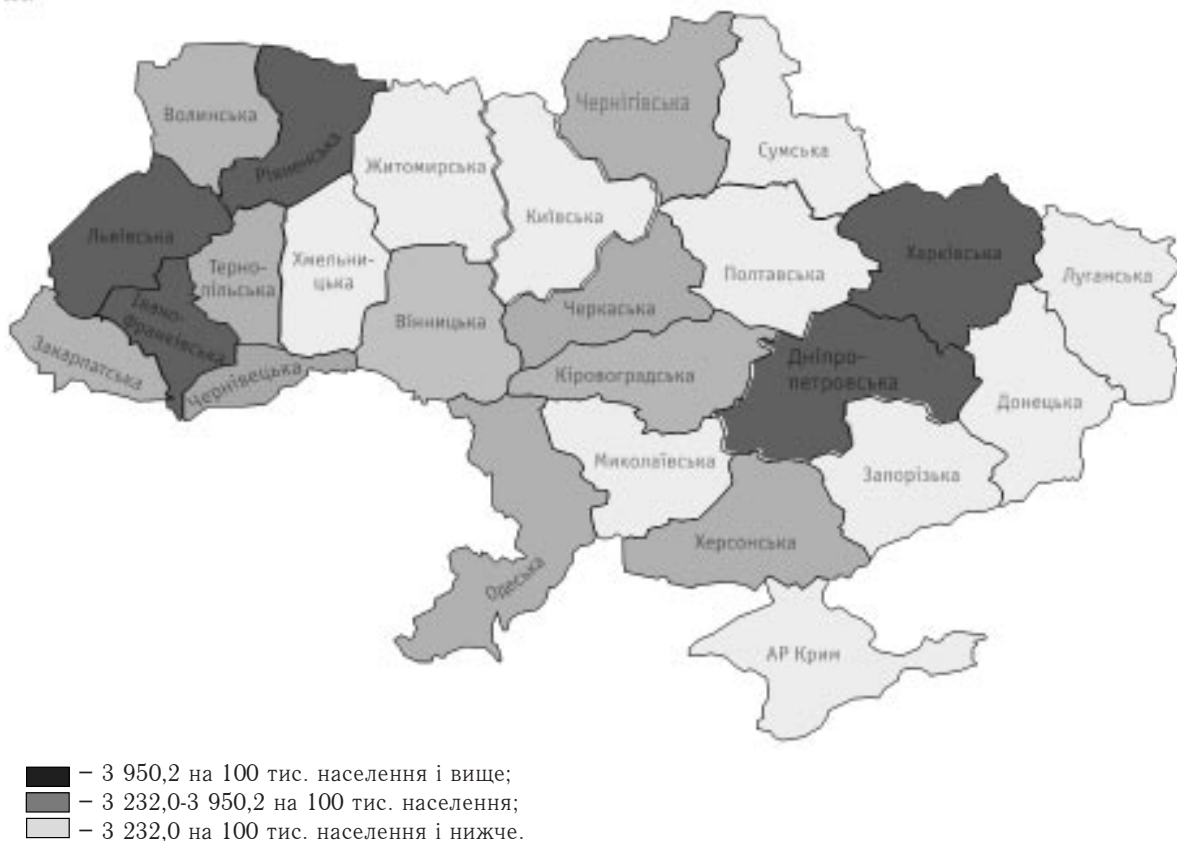 Чернігівська
Волинська
Сумська
Рівненська
Житомирська
Київська
Львівська
Харківська
Терно-
пільська
Хмельни-
цька
Полтавська
Луганська
Івано-
франківська
Вінницька
Черкаська
Закарпатська
Чернівецька
Кіровоградська
Дніпро-
петровська
Донецька
Миколаївська
Запорізька
Херсонська
Одеська
АР Крим
– 3 950,2 на 100 тис. населення і вище;
– 3 232,0-3 950,2 на 100 тис. населення;
– 3 232,0 на 100 тис. населення і нижче.